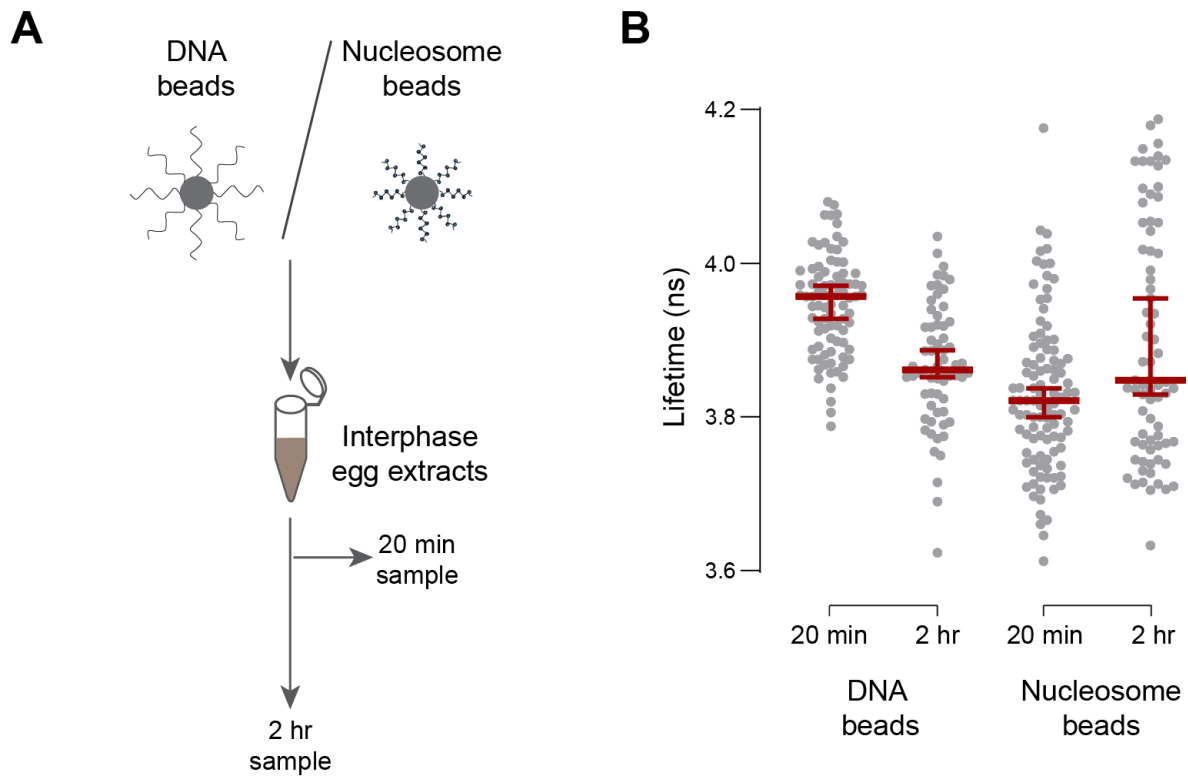 A
DNA
beads
Nucleosome
beads
Interphase
egg extracts
20 min
sample
2 hr
sample
B
Lifetime (ns)
4.2
4.0
3.8
3.6
20 min
2 hr
20 min
2 hr
DNA
beads
Nucleosome
beads